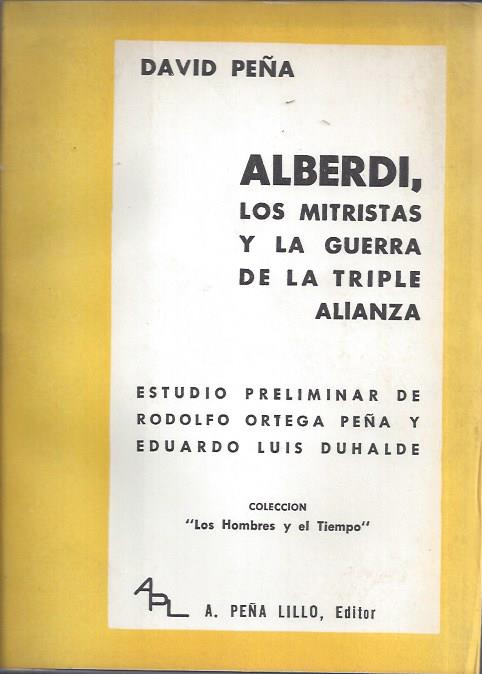 DAVID PEÑA
ALBERDI,
LOS MITRISTAS
Y LA GUERRA
DE LA TRIPLE
ALIANZA
ESTUDIO PRELIMINAR DE
RODOLFO ORTEGA PEÑA Y
EDUARDO LUIS DUHALDE
COLECCION
"Los Hombres y el Tiempo"
APL A. PEÑA LILLO, Editor